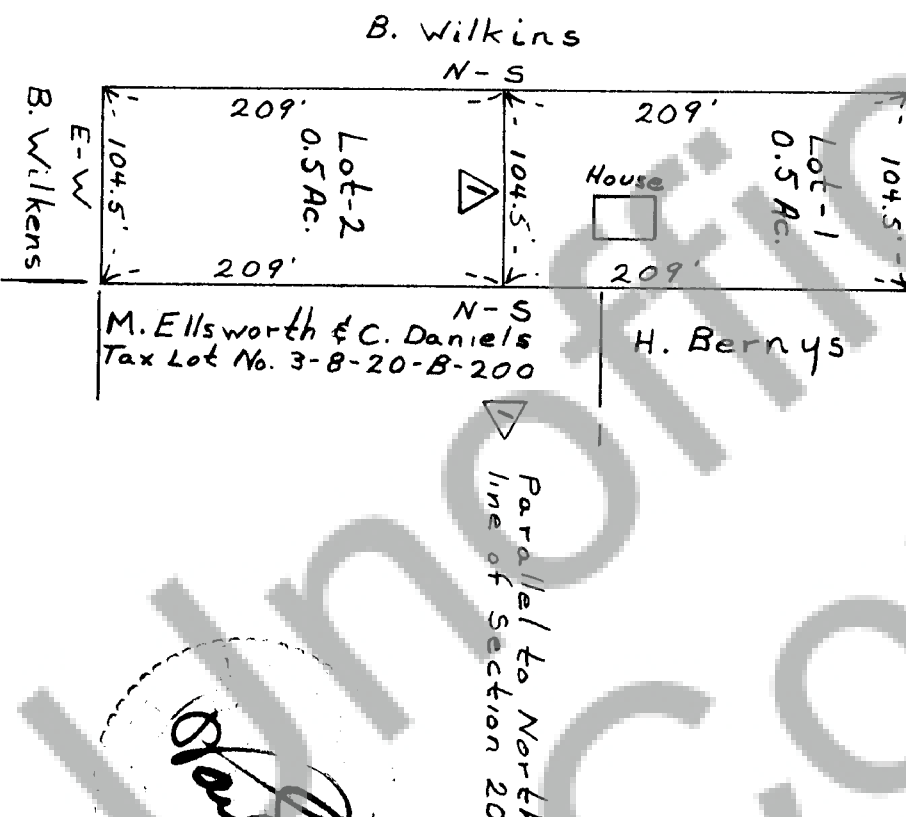 B. Wilkins
N-S
209'
209'
B. Wilkens
E-W
104.5'
Lot-2
0.5 Ac.
1
104.5'
House
Lot-1
0.5 Ac.
104.5'
209'
209'
N-S
M. Ellsworth & C. Daniels
Tax Lot No. 3-8-20-B-200
H. Bernys
1
Parallel to North
line of Section 20
Unoffic